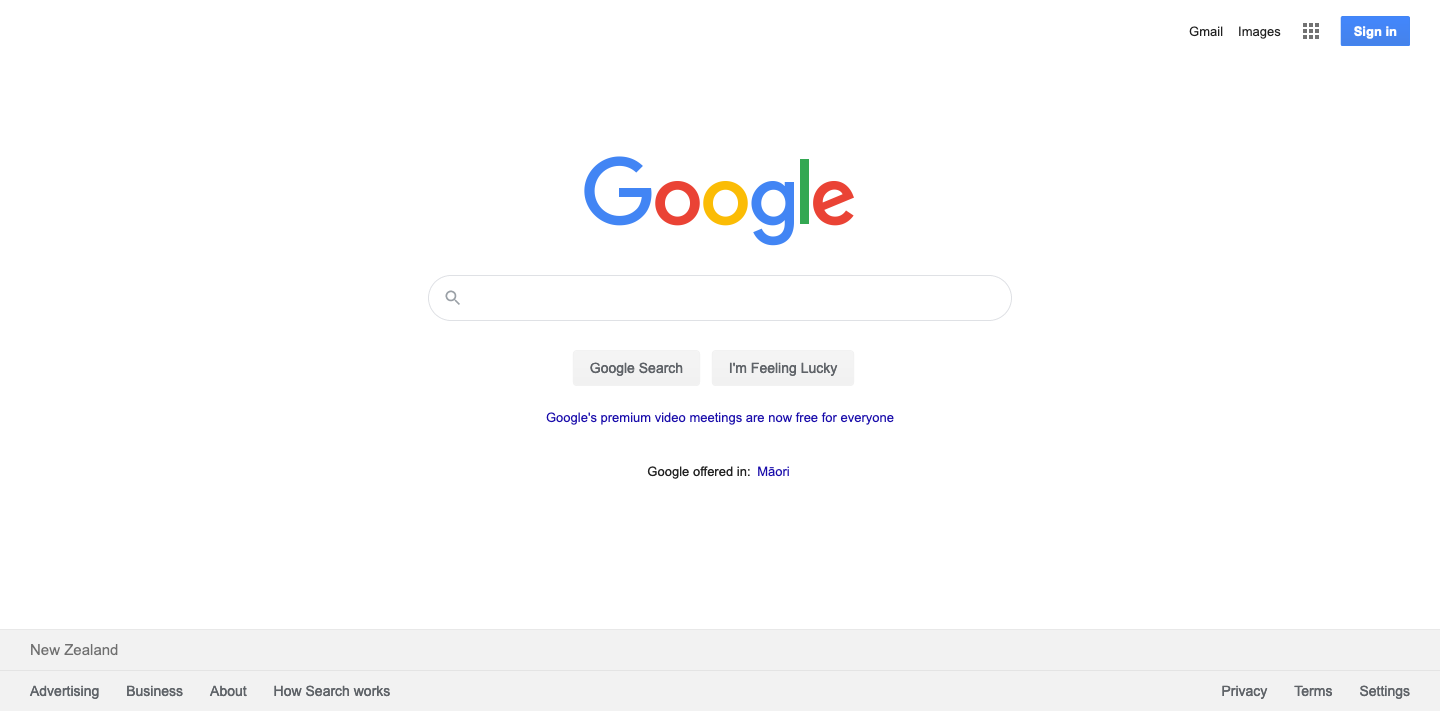 Gmail Images Sign in
Google
Google Search I'm Feeling Lucky
Google's premium video meetings are now free for everyone
Google offered in: Māori
New Zealand
Advertising Business About How Search works Privacy Terms Settings